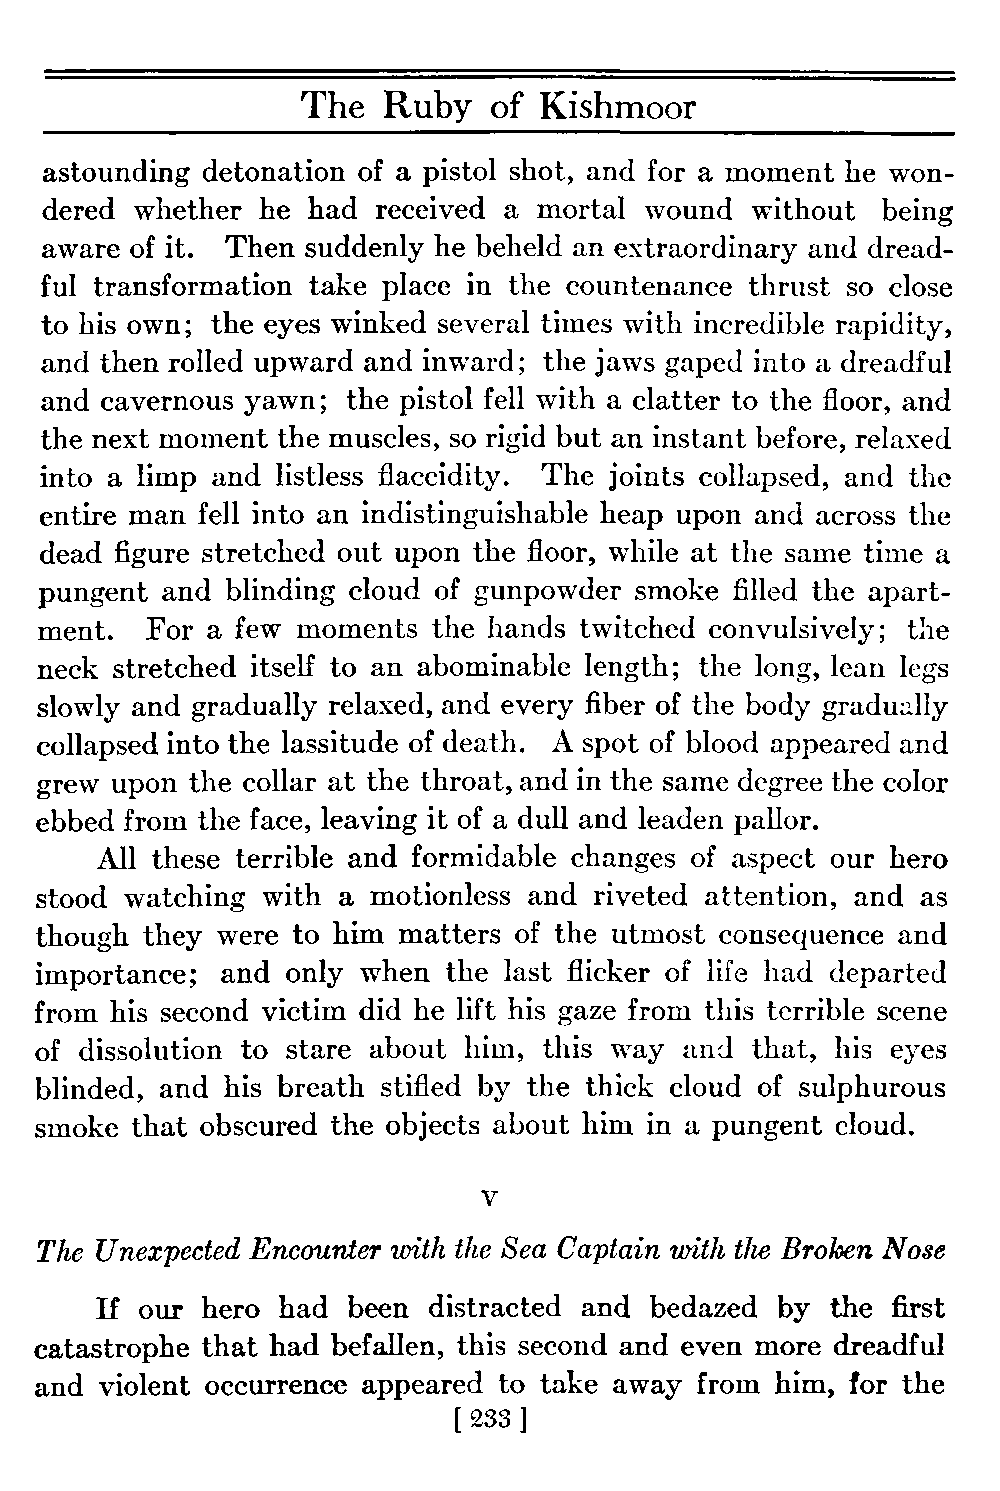 The Ruby of Kishmoor
astounding detonation of a pistol shot, and for a moment he won-
dered whether he had received a mortal wound without being
aware of it. Then suddenly he beheld an extraordinary and dread-
ful transformation take place in the countenance thrust so close
to his own; the eyes winked several times with incredible rapidity,
and then rolled upward and inward; the jaws gaped into a dreadful
and cavernous yawn; the pistol fell with a clatter to the floor, and
the next moment the muscles, so rigid but an instant before, relaxed
into a limp and listless flaccidity. The joints collapsed, and the
entire man fell into an indistinguishable heap upon and across the
dead figure stretched out upon the floor, while at the same time a
pungent and blinding cloud of gunpowder smoke filled the apart-
ment. For a few moments the hands twitched convulsively; the
neck stretched itself to an abominable length; the long, lean legs
slowly and gradually relaxed, and every fiber of the body gradually
collapsed into the lassitude of death. A spot of blood appeared and
grew upon the collar at the throat, and in the same degree the color
ebbed from the face, leaving it of a dull and leaden pallor.
All these terrible and formidable changes of aspect our hero
stood watching with a motionless and riveted attention, and as
though they were to him matters of the utmost consequence and
importance; and only when the last flicker of life had departed
from his second victim did he lift his gaze from this terrible scene
of dissolution to stare about him, this way and that, his eyes
blinded, and his breath stifled by the thick cloud of sulphurous
smoke that obscured the objects about him in a pungent cloud.
V
The Unexpected Encounter with the Sea Captain with the Broken Nose
If our hero had been distracted and bedazed by the first
catastrophe that had befallen, this second and even more dreadful
and violent occurrence appeared to take away from him, for the
[ 233 ]